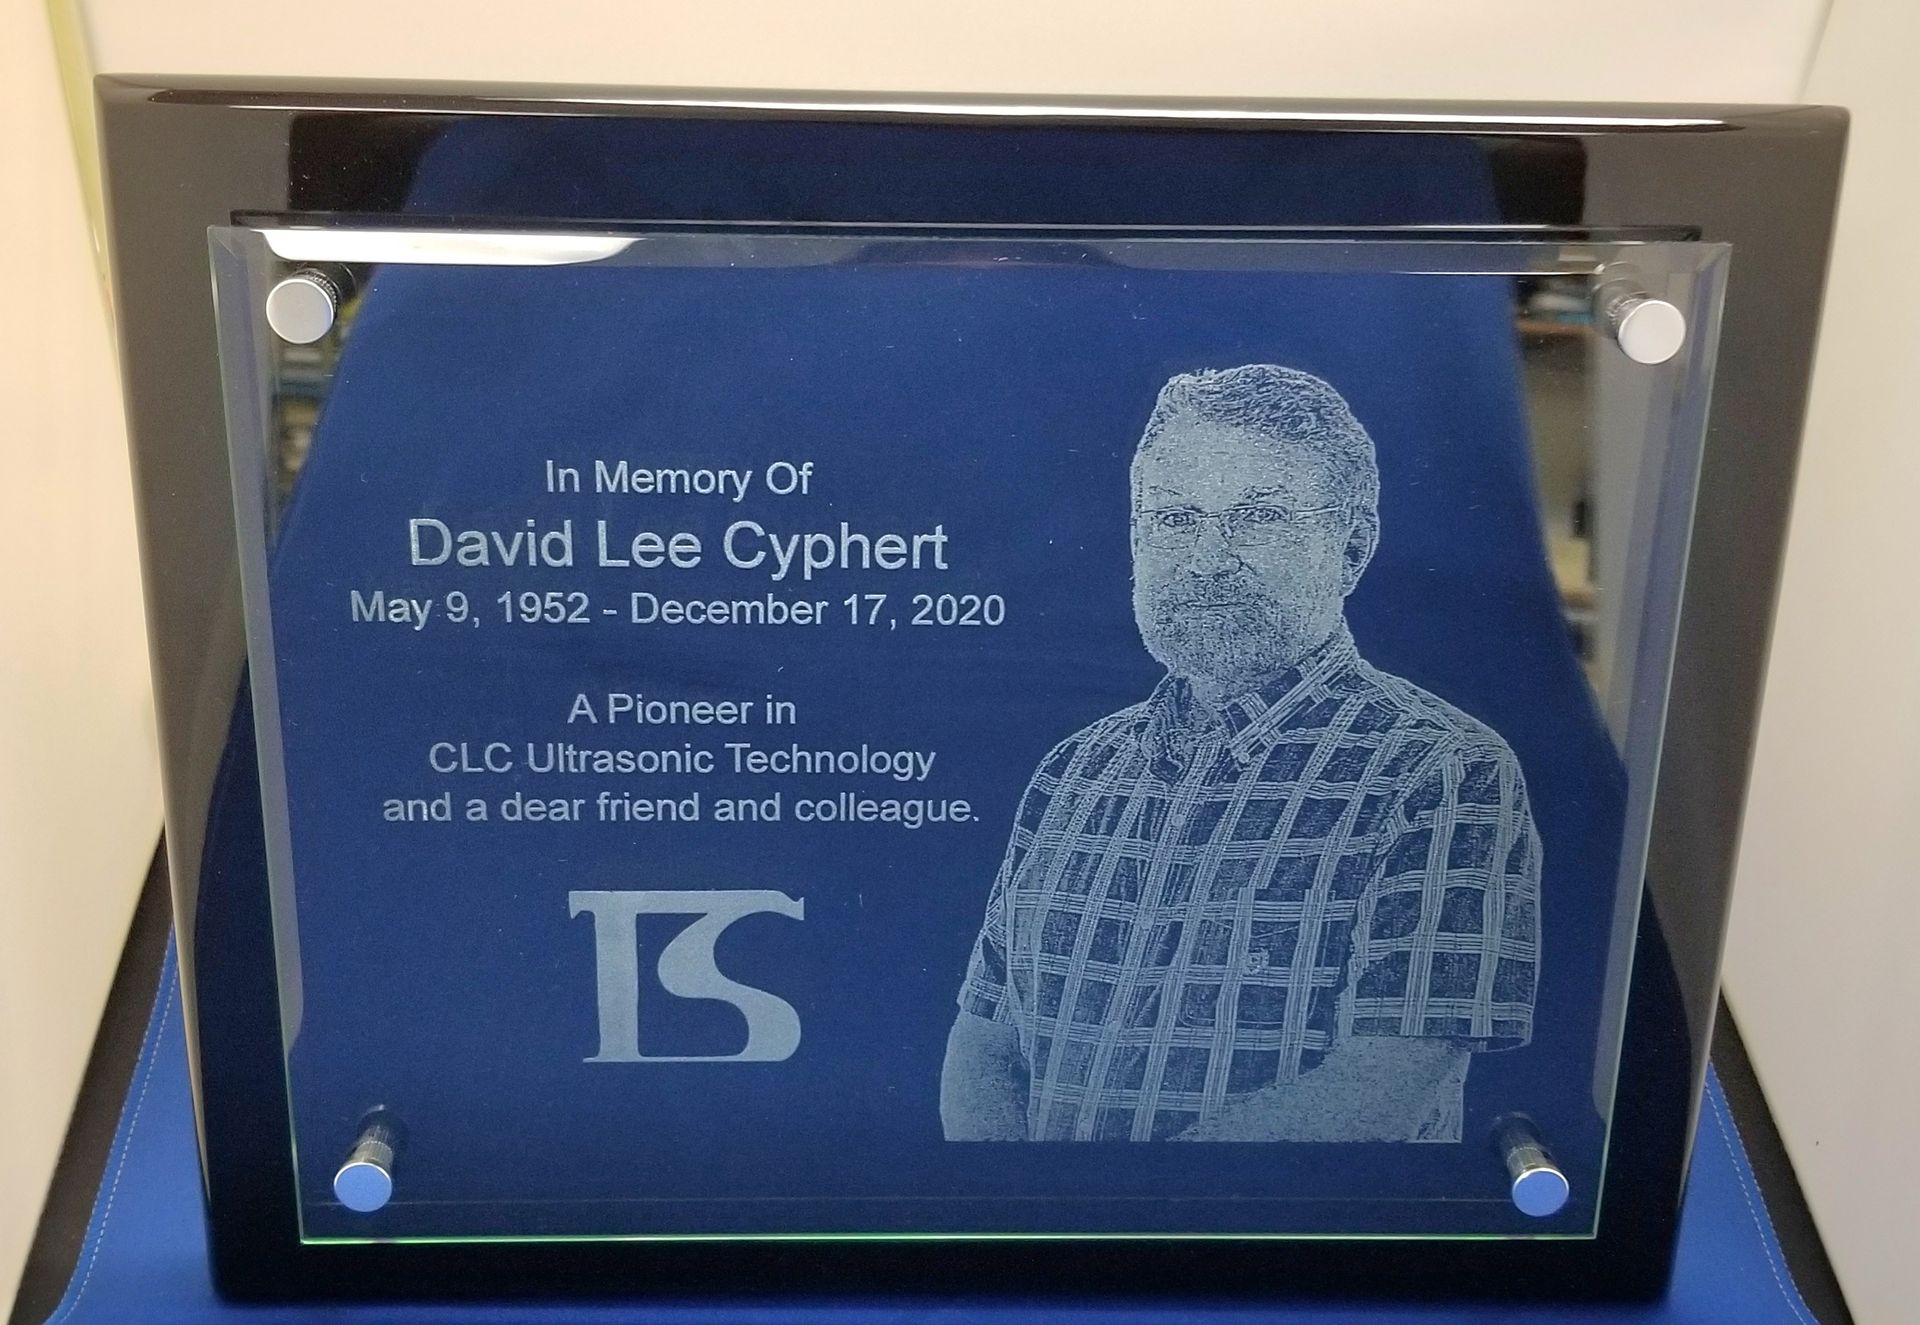 In Memory Of
David Lee Cyphert
May 9, 1952 - December 17, 2020
A Pioneer in
CLC Ultrasonic Technology
and a dear friend and colleague.